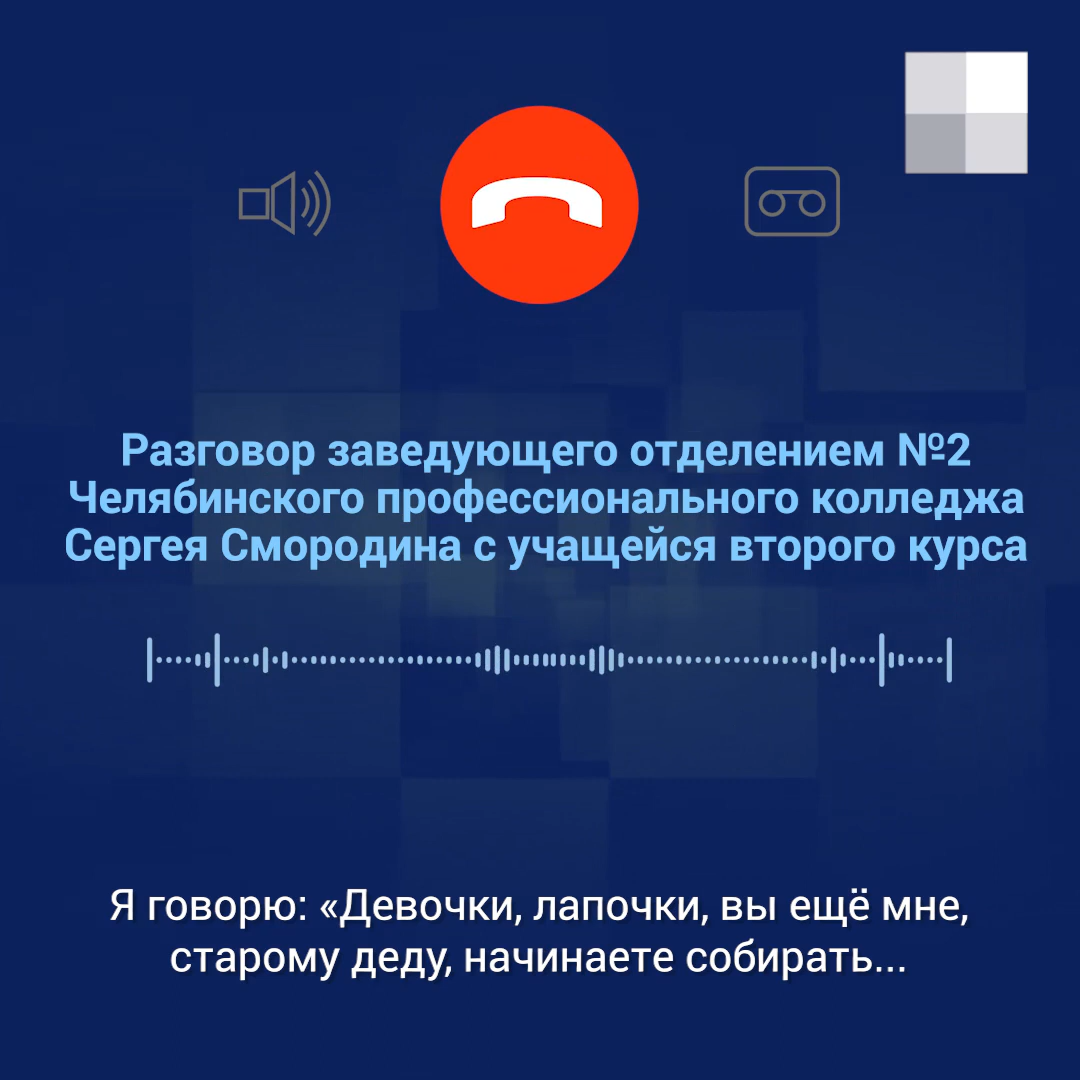 Разговор заведующего отделением №2
Челябинского профессионального колледжа
Сергея Смородина с учащейся второго курса
Я говорю: «Девочки, лапочки, вы ещё мне,
старому деду, начинаете собирать...